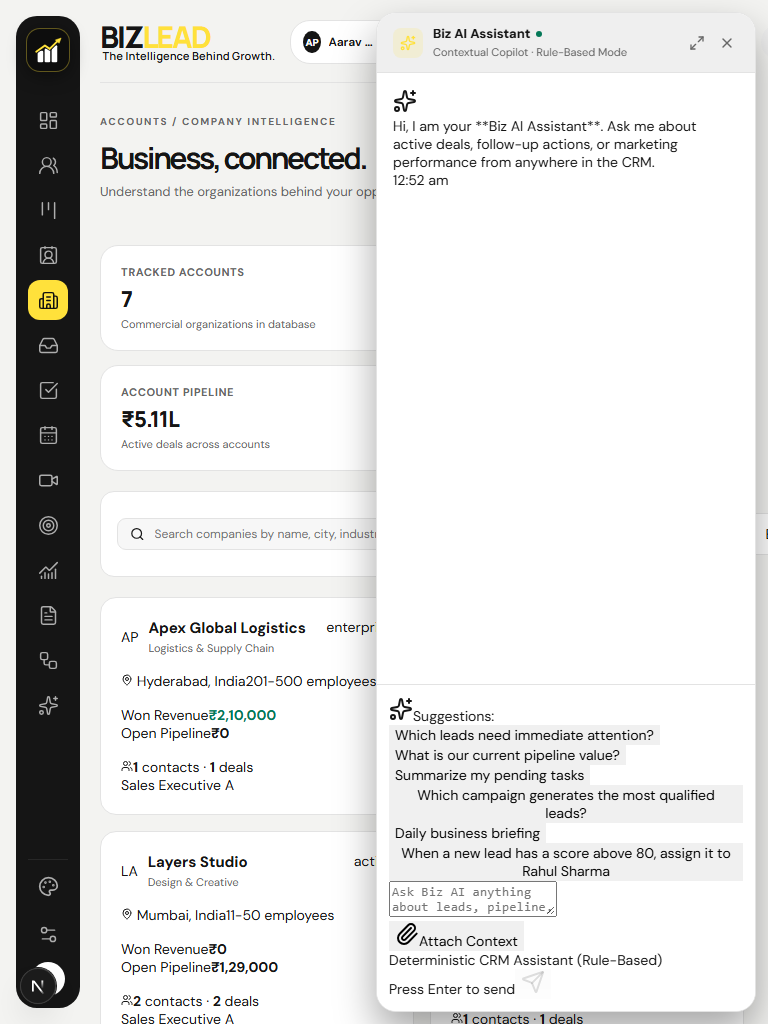 BIZLEAD
The Intelligence Behind Growth.
AP Aarav ...
ACCOUNTS / COMPANY INTELLIGENCE
Business, connected.
Understand the organizations behind your opp
TRACKED ACCOUNTS
7
Commercial organizations in database
ACCOUNT PIPELINE
₹5.11L
Active deals across accounts
Search companies by name, city, industr
AP Apex Global Logistics enterpr
Logistics & Supply Chain
Hyderabad, India201-500 employees
Won Revenue₹2,10,000
Open Pipeline₹0
1 contacts · 1 deals
Sales Executive A
LA Layers Studio act
Design & Creative
Mumbai, India11-50 employees
Won Revenue₹0
Open Pipeline₹1,29,000
2 contacts · 2 deals
Sales Executive A
N
Biz AI Assistant
Contextual Copilot · Rule-Based Mode
Hi, I am your **Biz AI Assistant**. Ask me about
active deals, follow-up actions, or marketing
performance from anywhere in the CRM.
12:52 am
Suggestions:
Which leads need immediate attention?
What is our current pipeline value?
Summarize my pending tasks
Which campaign generates the most qualified
leads?
Daily business briefing
When a new lead has a score above 80, assign it to
Rahul Sharma
Ask Biz AI anything
about leads, pipeline,
Attach Context
Deterministic CRM Assistant (Rule-Based)
Press Enter to send
1 contacts · 1 deals